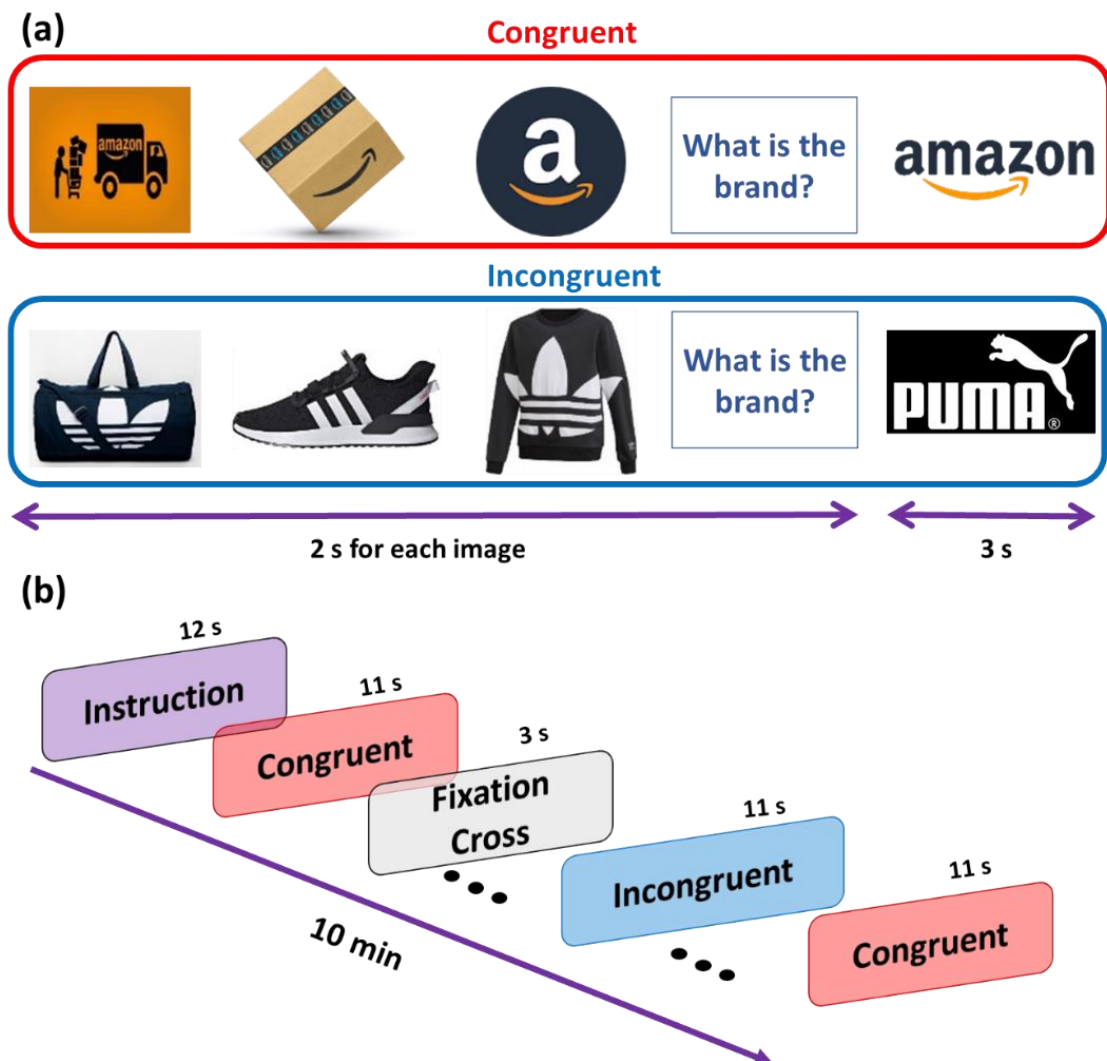 (a)
Congruent
amazon
a
What is the
brand?
amazon
Incongruent
What is the
brand?
PUMA®
2 s for each image
3 s
(b)
12 s
Instruction
11 s
Congruent
3 s
Fixation
Cross
11 s
Incongruent
11 s
Congruent
10 min